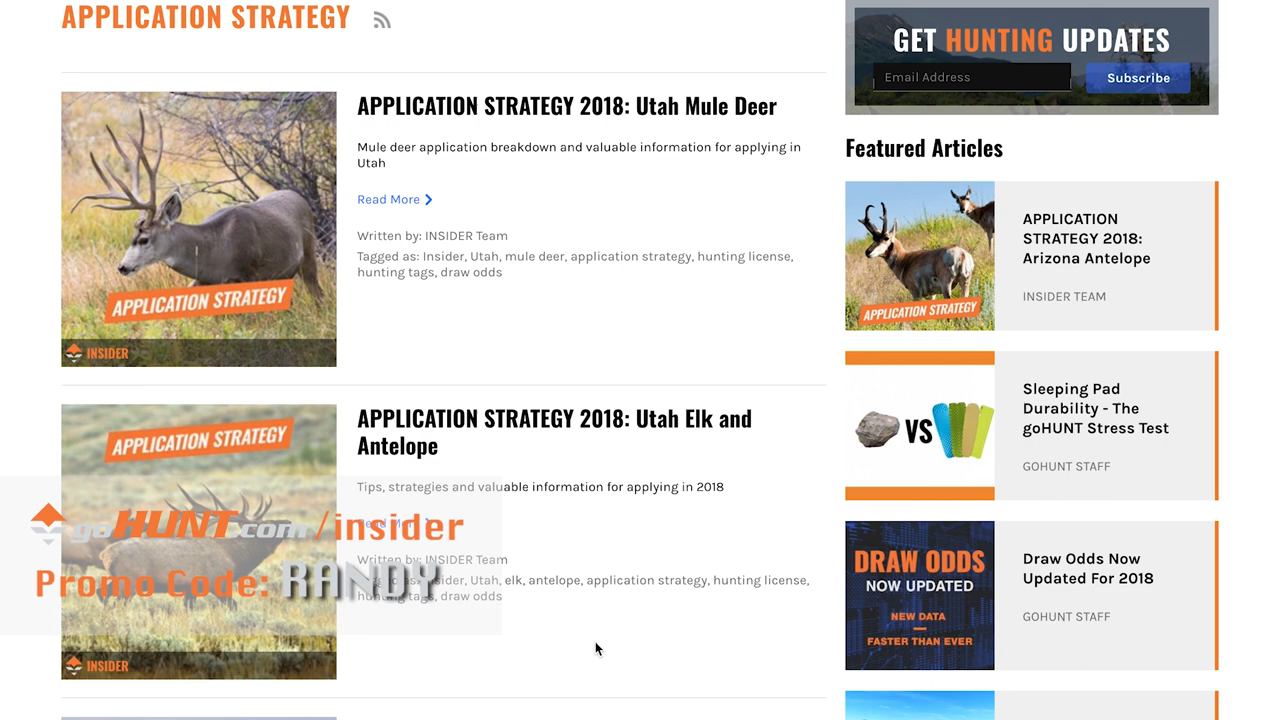 APPLICATION STRATEGY
APPLICATION STRATEGY 2018: Utah Mule Deer
Mule deer application breakdown and valuable information for applying in
Utah
Read More
Written by: INSIDER Team
Tagged as: Insider, Utah, mule deer, application strategy, hunting license,
hunting tags, draw odds
APPLICATION STRATEGY
INSIDER
APPLICATION STRATEGY 2018: Utah Elk and
Antelope
Tips, strategies and valuable information for applying in 2018
Read More
Written by: INSIDER Team
Tagged as: Insider, Utah, elk, antelope, application strategy, hunting license,
hunting tags, draw odds
APPLICATION STRATEGY
INSIDER
goHUNT.com/insider
Promo Code: RANDY
GET HUNTING UPDATES
Email Address
Subscribe
Featured Articles
APPLICATION STRATEGY
APPLICATION
STRATEGY 2018:
Arizona Antelope
INSIDER TEAM
VS
Sleeping Pad
Durability - The
goHUNT Stress Test
GOHUNT STAFF
DRAW ODDS
NOW UPDATED
NEW DATA
FASTER THAN EVER
Draw Odds Now
Updated For 2018
GOHUNT STAFF